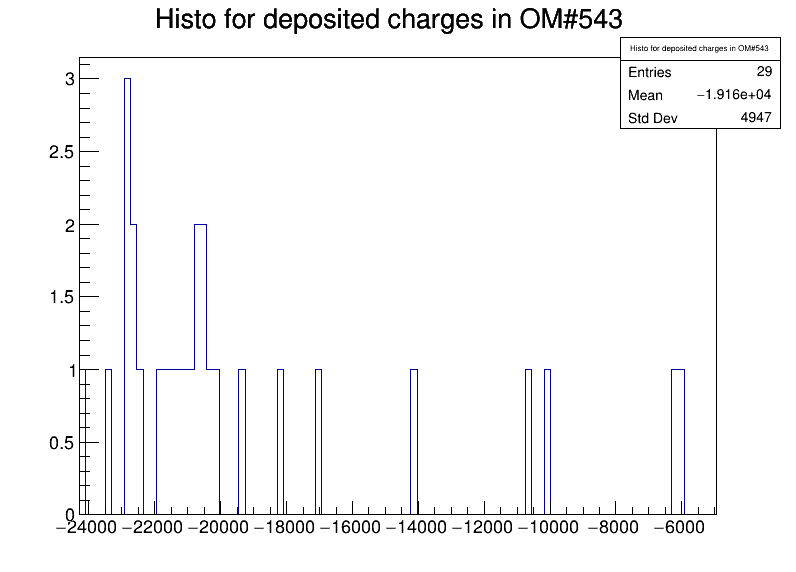 Histo for deposited charges in OM#543
Histo for deposited charges in OM#543
Entries 29
Mean −1.916e+04
Std Dev 4947
3
2.5
2
1.5
1
0.5
0
−24000 −22000 −20000 −18000 −16000 −14000 −12000 −10000 −8000 −6000